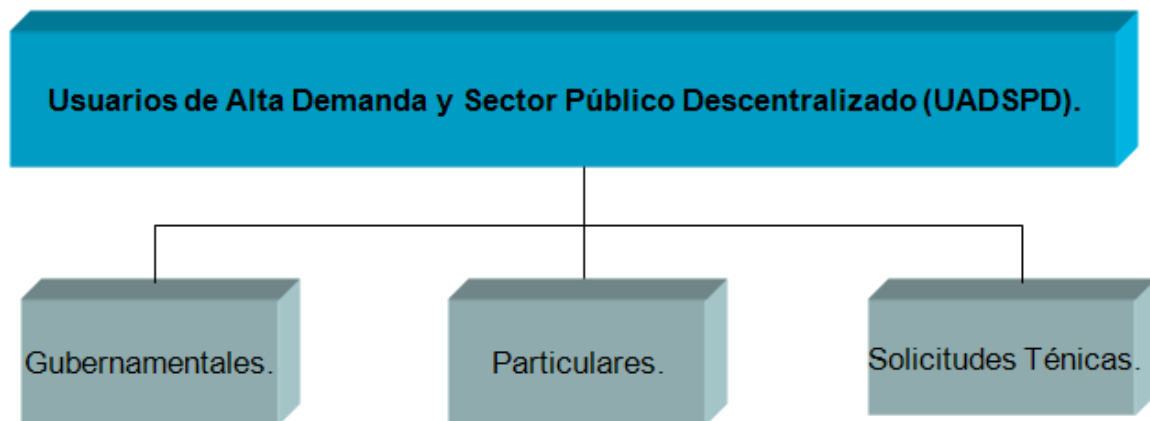 Usuarios de Alta Demanda y Sector Público Descentralizado (UADSPD).
Gubernamentales.
Particulares.
Solicitudes Ténicas.